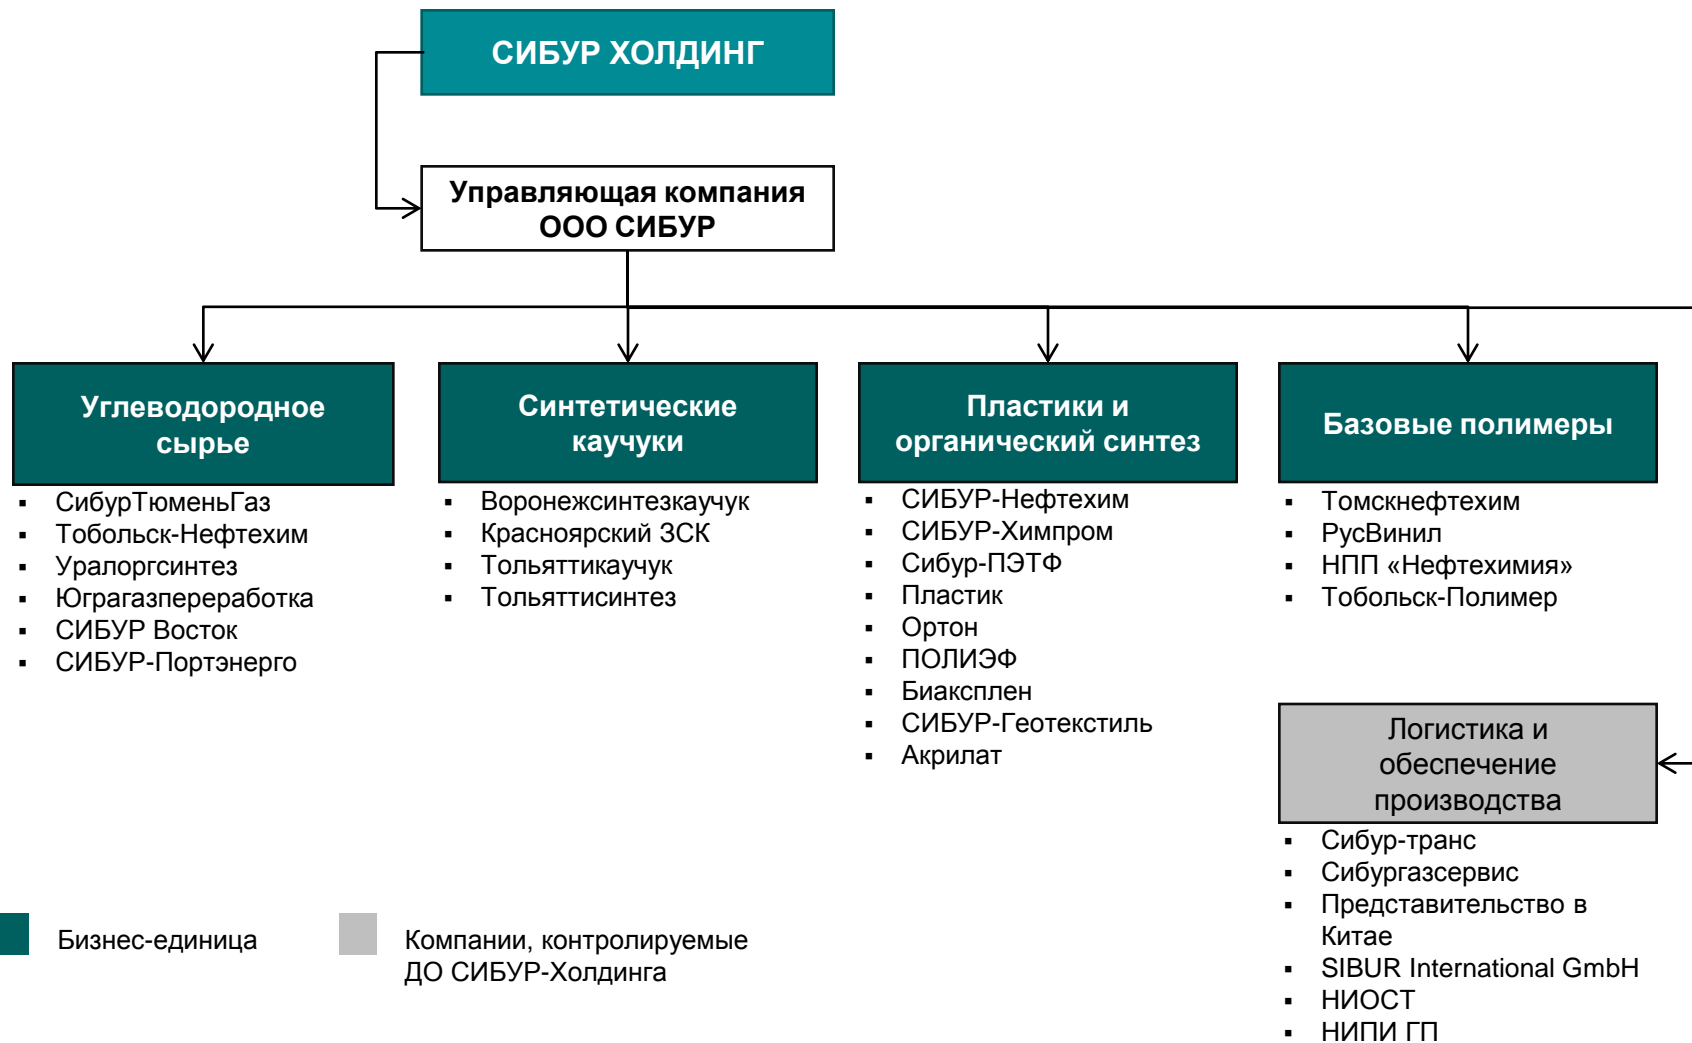 СИБУР ХОЛДИНГ
Управляющая компания
ООО СИБУР
Углеводородное
сырье
▪ СибурТюменьГаз
▪ Тобольск-Нефтехим
▪ Уралоргсинтез
▪ Юграгазпереработка
▪ СИБУР Восток
▪ СИБУР-Портэнерго
Синтетические
каучуки
▪ Воронежсинтезкаучук
▪ Красноярский ЗСК
▪ Тольяттикаучук
▪ Тольяттисинтез
Пластики и
органический синтез
▪ СИБУР-Нефтехим
▪ СИБУР-Химпром
▪ Сибур-ПЭТФ
▪ Пластик
▪ Ортон
▪ ПОЛИЭФ
▪ Биаксплен
▪ СИБУР-Геотекстиль
▪ Акрилат
Базовые полимеры
▪ Томскнефтехим
▪ РусВинил
▪ НПП «Нефтехимия»
▪ Тобольск-Полимер
Логистика и
обеспечение
производства
▪ Сибур-транс
▪ Сибургазсервис
▪ Представительство в
Китае
▪ SIBUR International GmbH
▪ НИОСТ
▪ НИПИ ГП
Бизнес-единица
Компании, контролируемые
ДО СИБУР-Холдинга